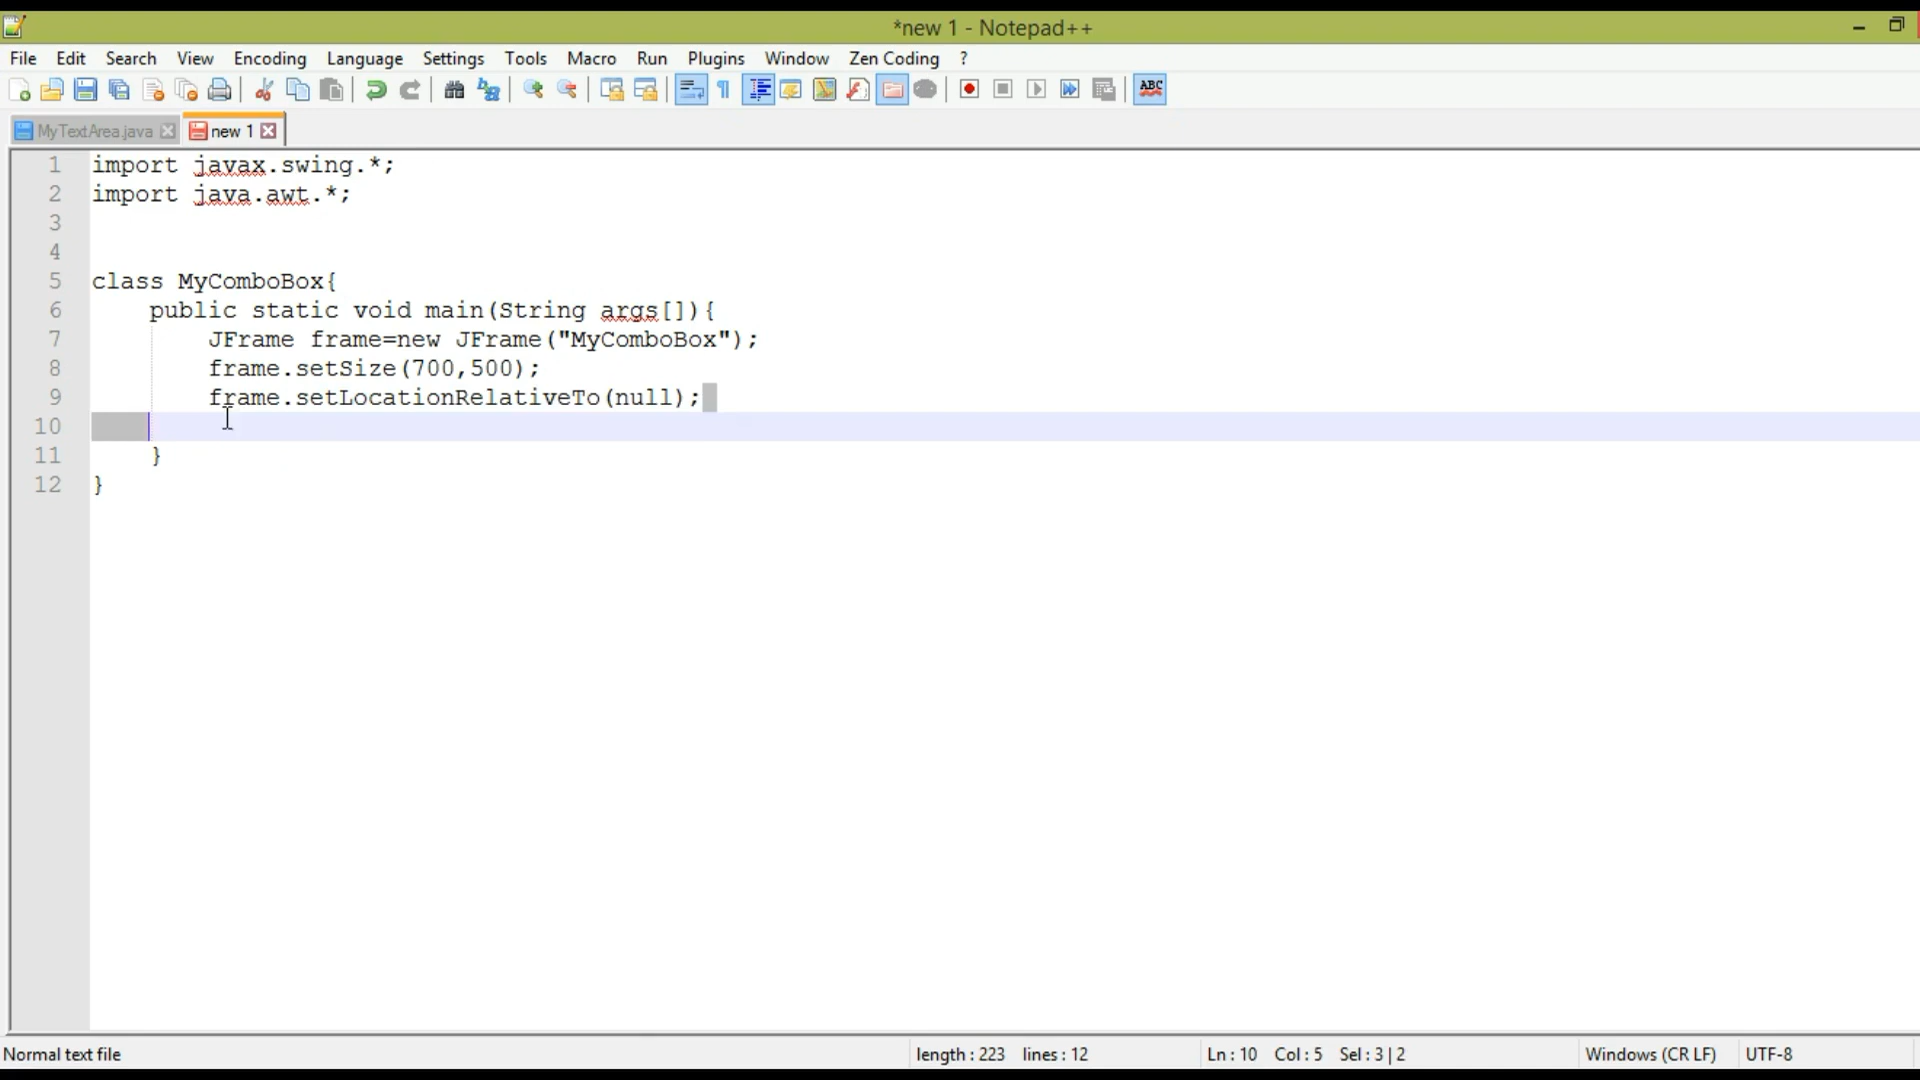 *new 1 - Notepad++
File Edit Search View Encoding Language Settings Tools Macro Run Plugins Window Zen Coding ?
ABC
MyTextArea.java new 1
1 import javax.swing.*;
2 import java.awt.*;
3
4
5 class MyComboBox{
6 public static void main(String args[]){
7 JFrame frame=new JFrame("MyComboBox");
8 frame.setSize(700,500);
9 frame.setLocationRelativeTo(null);
10
11 }
12 }
Normal text file length : 223 lines : 12 Ln : 10 Col : 5 Sel : 3 | 2 Windows (CR LF) UTF-8